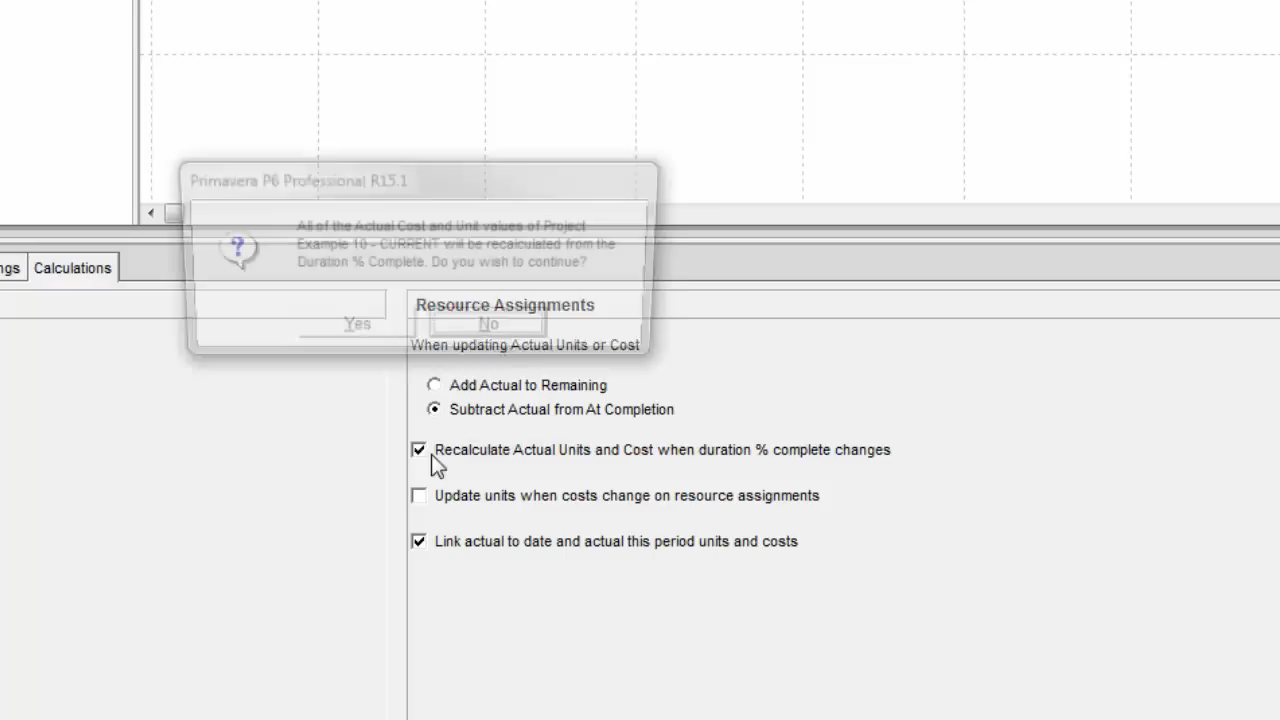 Primavera P6 Professional R15.1
All of the Actual Cost and Unit values of Project
Example 10 - CURRENT will be recalculated from the
Duration % Complete. Do you wish to continue?
ngs
Calculations
Yes
No
Resource Assignments
When updating Actual Units or Cost
Add Actual to Remaining
Subtract Actual from At Completion
Recalculate Actual Units and Cost when duration % complete changes
Update units when costs change on resource assignments
Link actual to date and actual this period units and costs